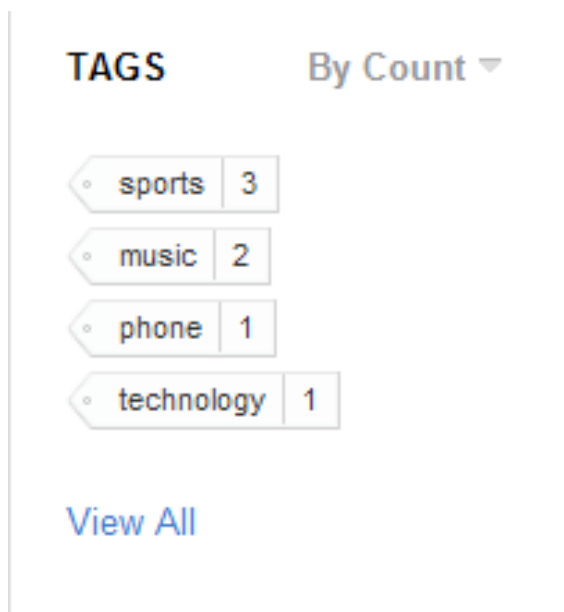 TAGS By Count
sports 3
music 2
phone 1
technology 1
View All